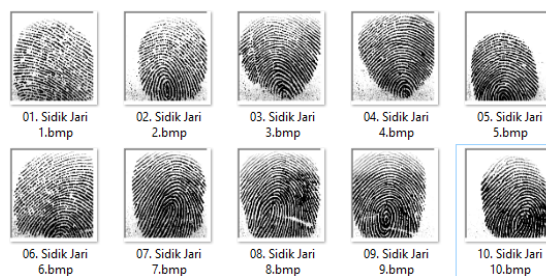 01. Sidik Jari
1.bmp
02. Sidik Jari
2.bmp
03. Sidik Jari
3.bmp
04. Sidik Jari
4.bmp
05. Sidik Jari
5.bmp
06. Sidik Jari
6.bmp
07. Sidik Jari
7.bmp
08. Sidik Jari
8.bmp
09. Sidik Jari
9.bmp
10. Sidik Jari
10.bmp